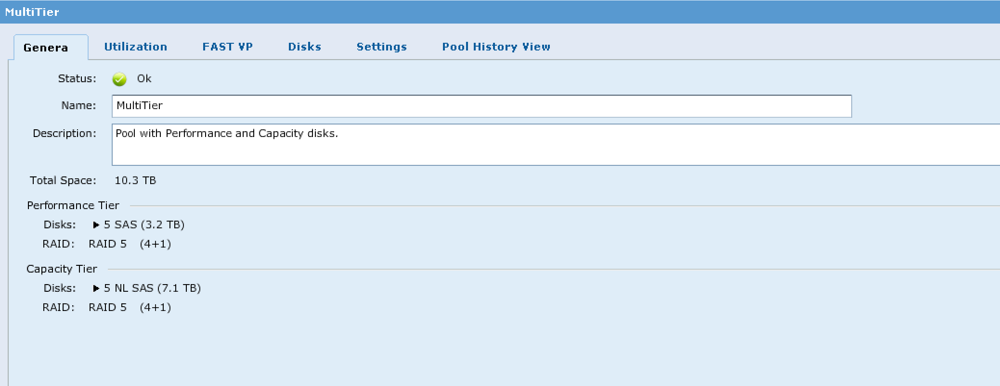 MultiTier
Genera Utilization FAST VP Disks Settings Pool History View
Status: Ok
Name: MultiTier
Description: Pool with Performance and Capacity disks.
Total Space: 10.3 TB
Performance Tier
Disks: 5 SAS (3.2 TB)
RAID: RAID 5 (4+1)
Capacity Tier
Disks: 5 NL SAS (7.1 TB)
RAID: RAID 5 (4+1)